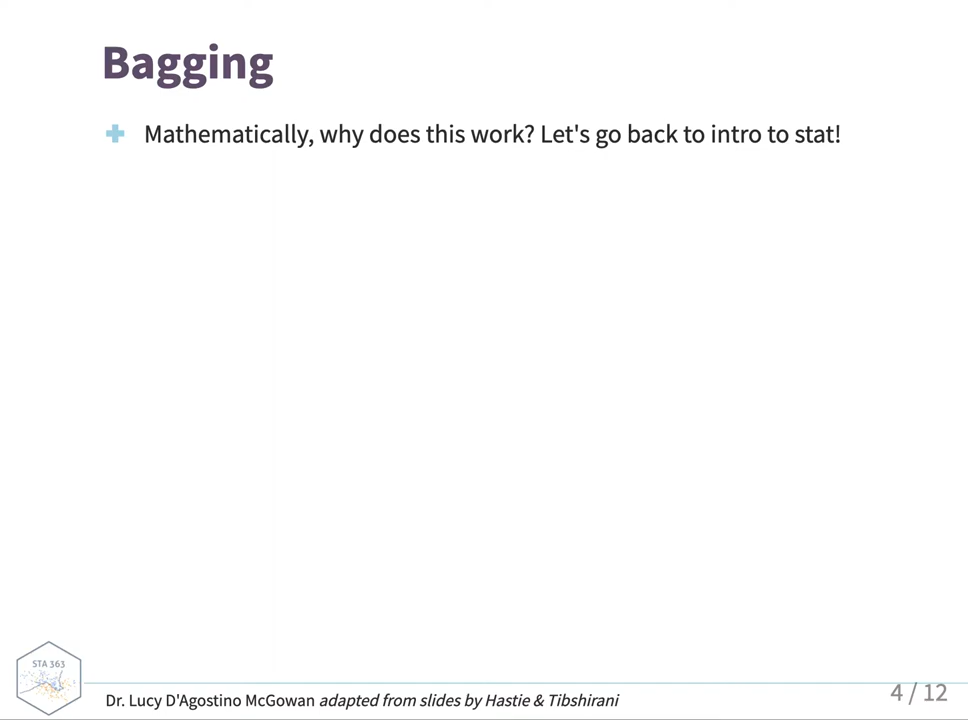 Bagging
Mathematically, why does this work? Let's go back to intro to stat!
STA 363
Dr. Lucy D'Agostino McGowan adapted from slides by Hastie & Tibshirani
4 / 12